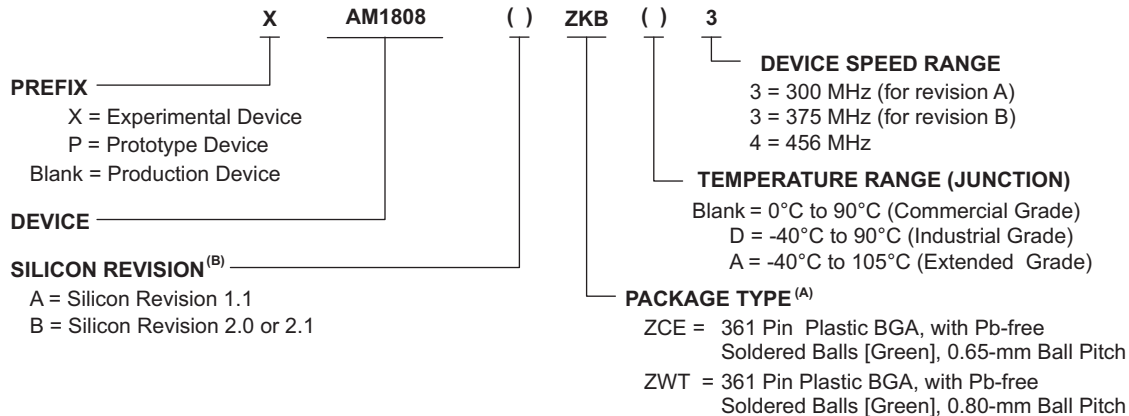 X AM1808 ( ) ZKB ( ) 3
PREFIX
X = Experimental Device
P = Prototype Device
Blank = Production Device
DEVICE
SILICON REVISION(B)
A = Silicon Revision 1.1
B = Silicon Revision 2.0 or 2.1
DEVICE SPEED RANGE
3 = 300 MHz (for revision A)
3 = 375 MHz (for revision B)
4 = 456 MHz
TEMPERATURE RANGE (JUNCTION)
Blank = 0°C to 90°C (Commercial Grade)
D = -40°C to 90°C (Industrial Grade)
A = -40°C to 105°C (Extended Grade)
PACKAGE TYPE(A)
ZCE = 361 Pin Plastic BGA, with Pb-free
Soldered Balls [Green], 0.65-mm Ball Pitch
ZWT = 361 Pin Plastic BGA, with Pb-free
Soldered Balls [Green], 0.80-mm Ball Pitch